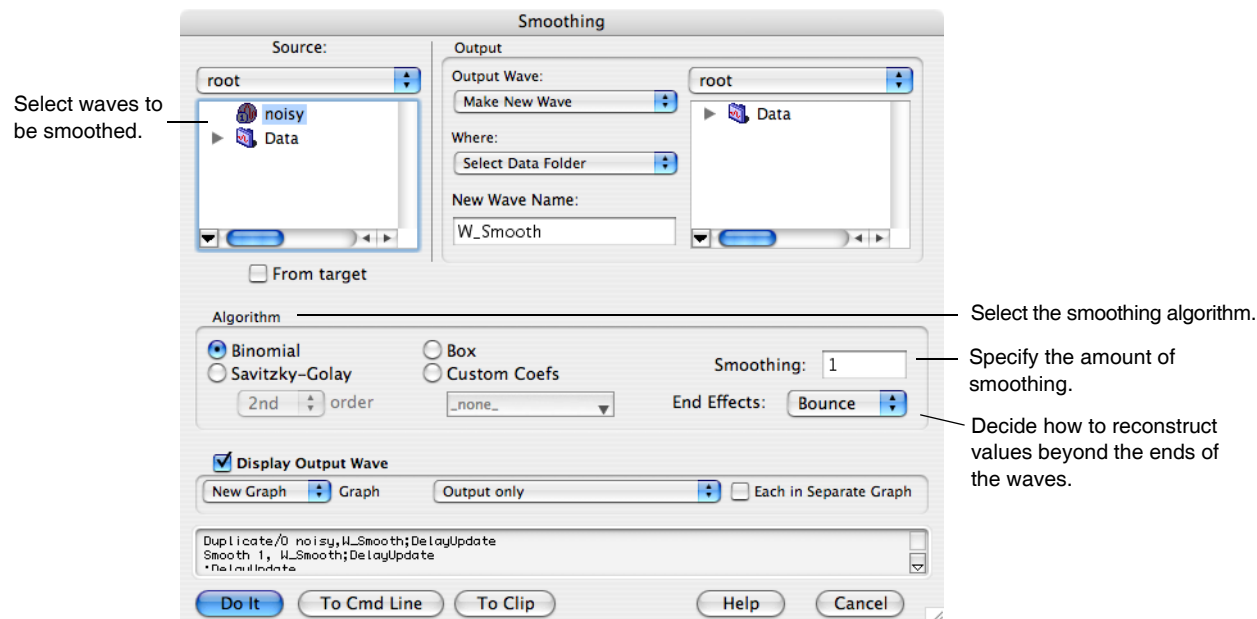 Smoothing
Source:
root
noisy
Data
From target
Output
Output Wave:
Make New Wave
Where:
Select Data Folder
New Wave Name:
W_Smooth
root
Data
Select waves to
be smoothed.
Algorithm
Binomial
Box
Savitzky-Golay
Custom Coefs
2nd order
_none_
Smoothing: 1
End Effects: Bounce
Select the smoothing algorithm.
Specify the amount of
smoothing.
Decide how to reconstruct
values beyond the ends of
the waves.
Display Output Wave
New Graph Graph Output only Each in Separate Graph
Duplicate/O noisy,W_Smooth;DelayUpdate
Smooth 1, W_Smooth;DelayUpdate
Do It To Cmd Line To Clip Help Cancel